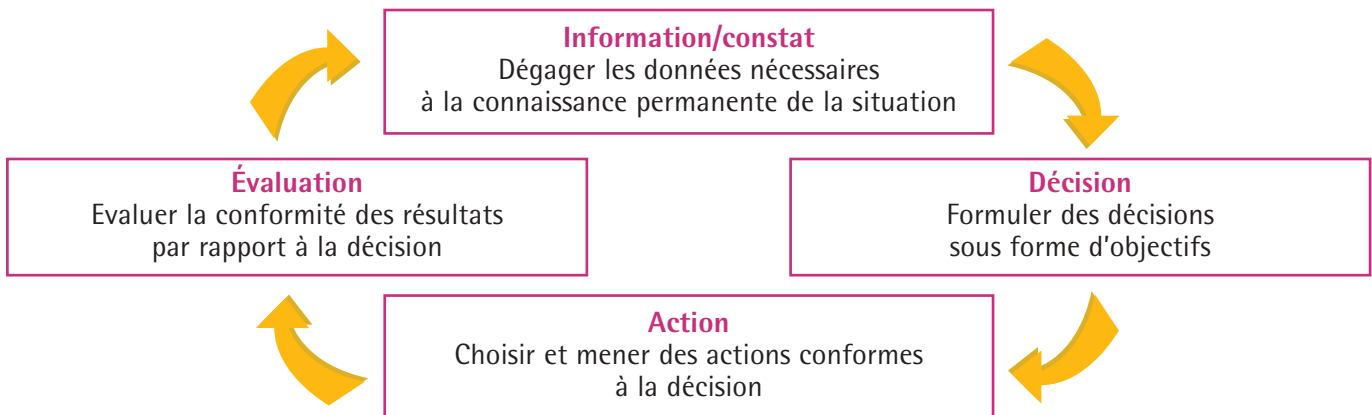 Information/constat
Dégager les données nécessaires
à la connaissance permanente de la situation
Évaluation
Evaluer la conformité des résultats
par rapport à la décision
Décision
Formuler des décisions
sous forme d'objectifs
Action
Choisir et mener des actions conformes
à la décision